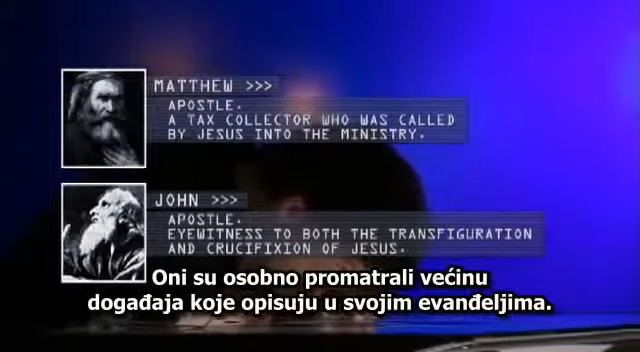 MATTHEW >>>
APOSTLE.
A TAX COLLECTOR WHO WAS CALLED
BY JESUS INTO THE MINISTRY.
JOHN >>>
APOSTLE.
EYEWITNESS TO BOTH THE TRANSFIGURATION
AND CRUCIFIXION OF JESUS.
Oni su osobno promatrali većinu
događaja koje opisuju u svojim evanđeljima.